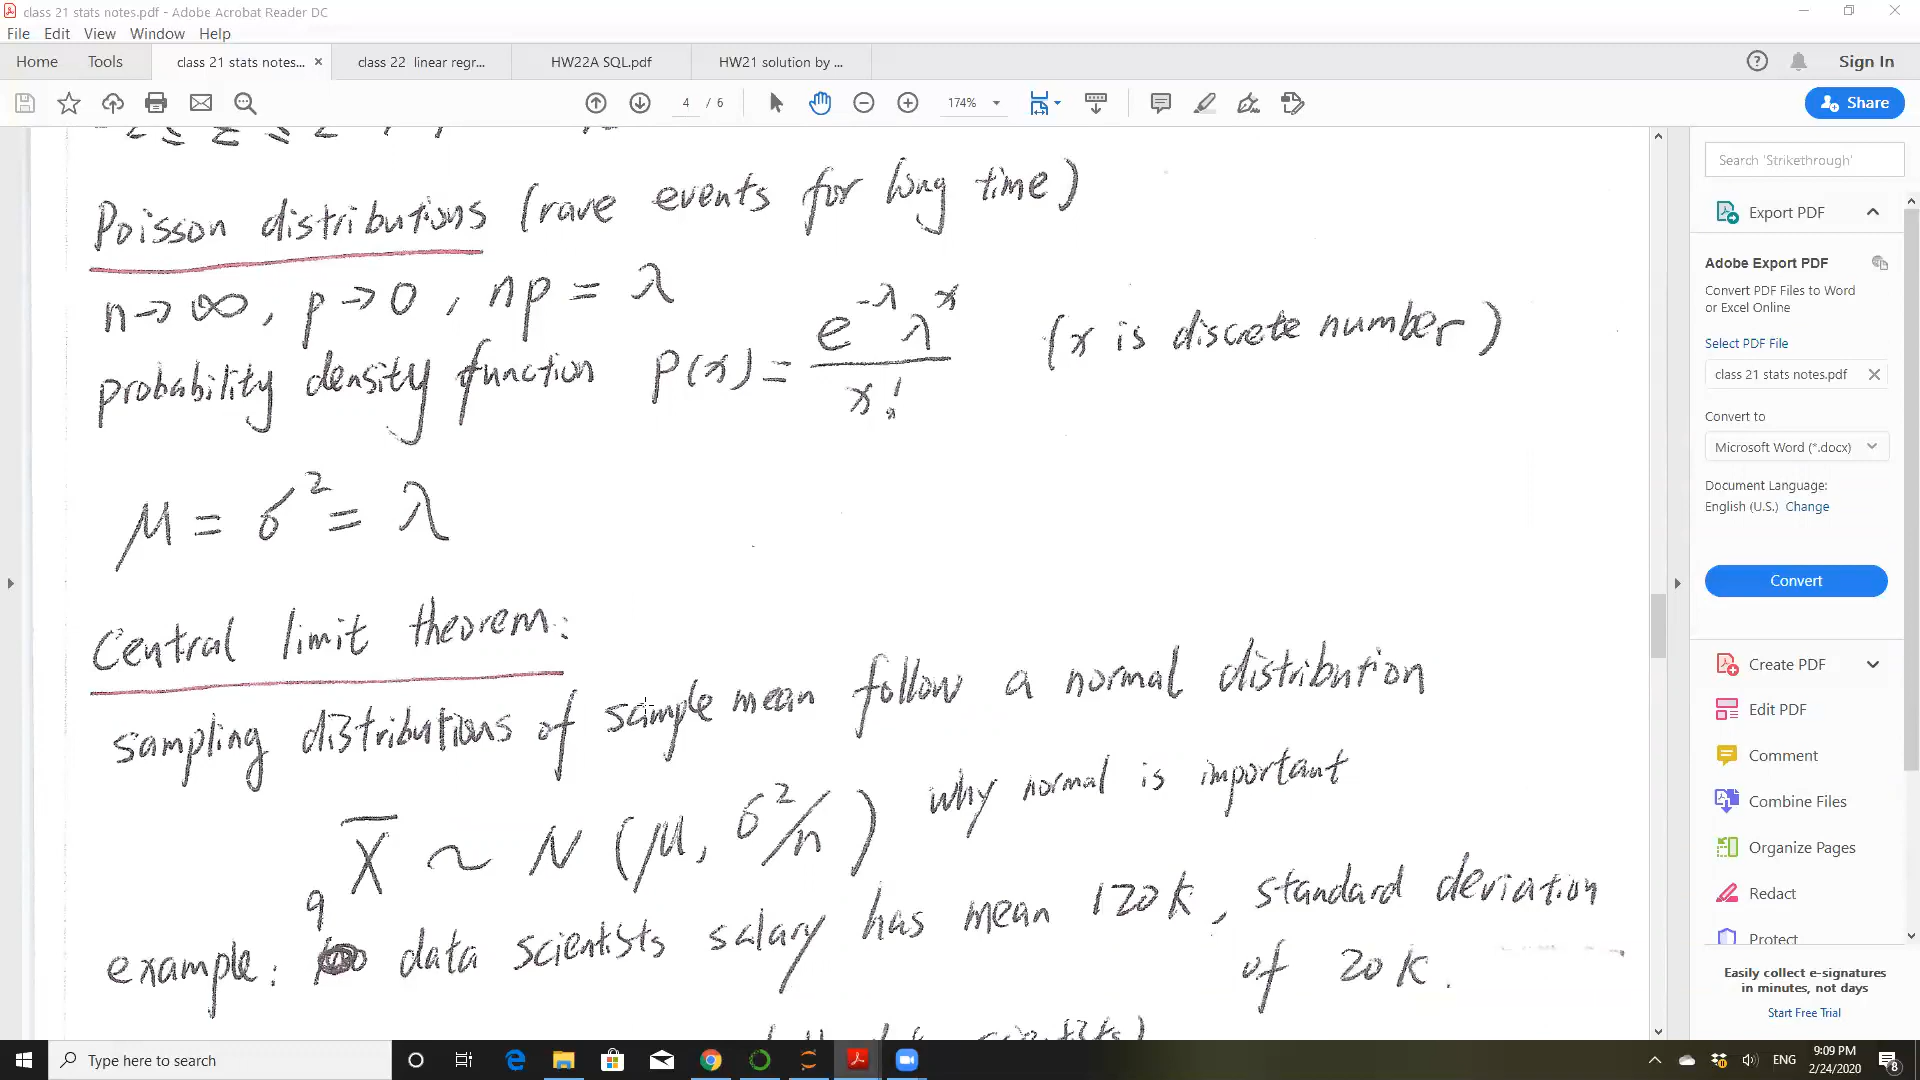 class 21 stats notes.pdf - Adobe Acrobat Reader DC
File Edit View Window Help
Home Tools class 21 stats notes... × class 22 linear regr... HW22A SQL.pdf HW21 solution by ... Sign In
4 / 6 174% Share
Poisson distributions (rare events for long time)
n→∞, p→0, np = λ
probability density function p(x) = e^-λ λ^x / x! (x is discrete number)
μ = σ² = λ
Central limit theorem:
sampling distributions of sample mean follow a normal distribution
X̄ ~ N (μ, σ²/n) why normal is important
9
example: data scientists salary has mean 120k, standard deviation
of 20k.
Search 'Strikethrough'
Export PDF
Adobe Export PDF
Convert PDF Files to Word
or Excel Online
Select PDF File
class 21 stats notes.pdf
Convert to
Microsoft Word (*.docx)
Document Language:
English (U.S.) Change
Convert
Create PDF
Edit PDF
Comment
Combine Files
Organize Pages
Redact
Protect
Easily collect e-signatures
in minutes, not days
Start Free Trial
Type here to search
ENG
9:09 PM
2/24/2020
8